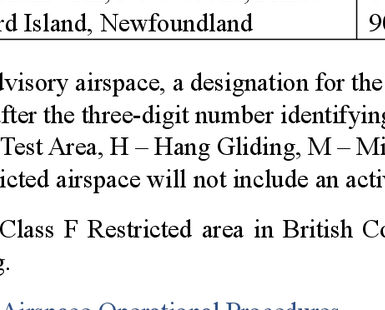 rd Island, Newfoundland 90
dvisory airspace, a designation for the
after the three-digit number identifying
Test Area, H – Hang Gliding, M – Mi
icted airspace will not include an activ
Class F Restricted area in British Co
g.
Airspace Operational Procedures